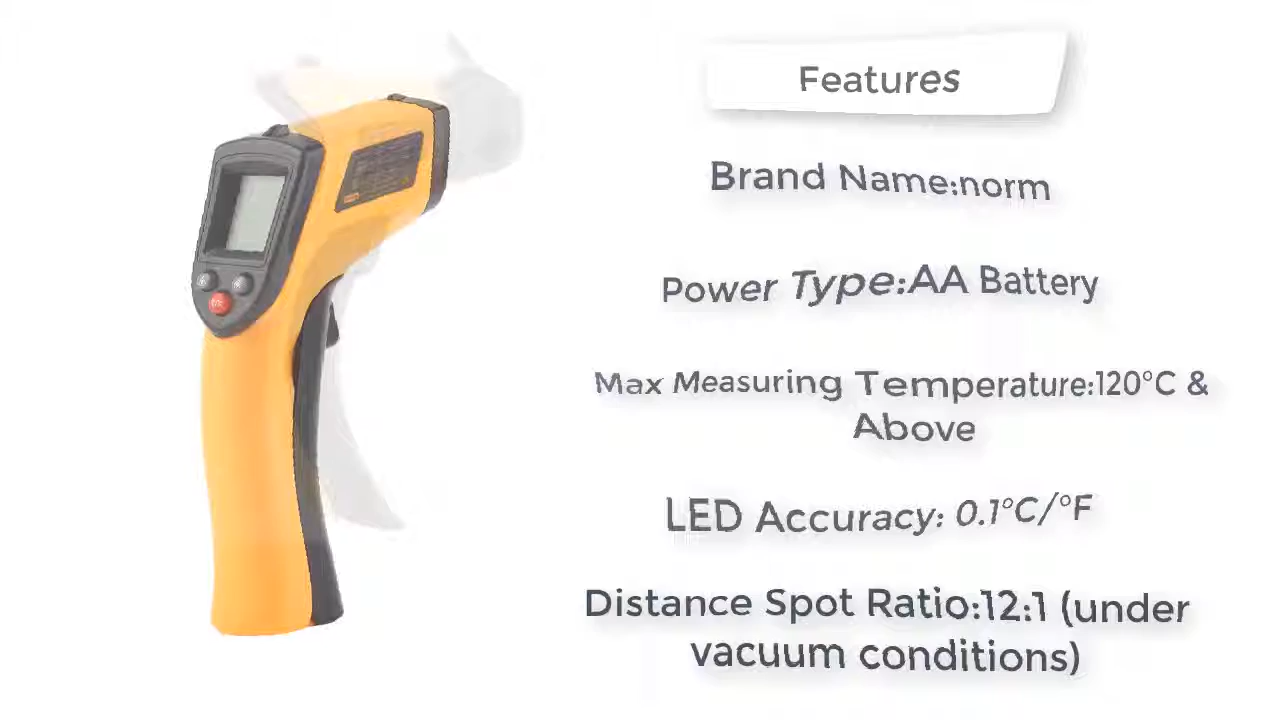 Features
Brand Name:norm
Power Type:AA Battery
Max Measuring Temperature:120°C &
Above
LED Accuracy: 0.1°C/°F
Distance Spot Ratio:12:1 (under
vacuum conditions)